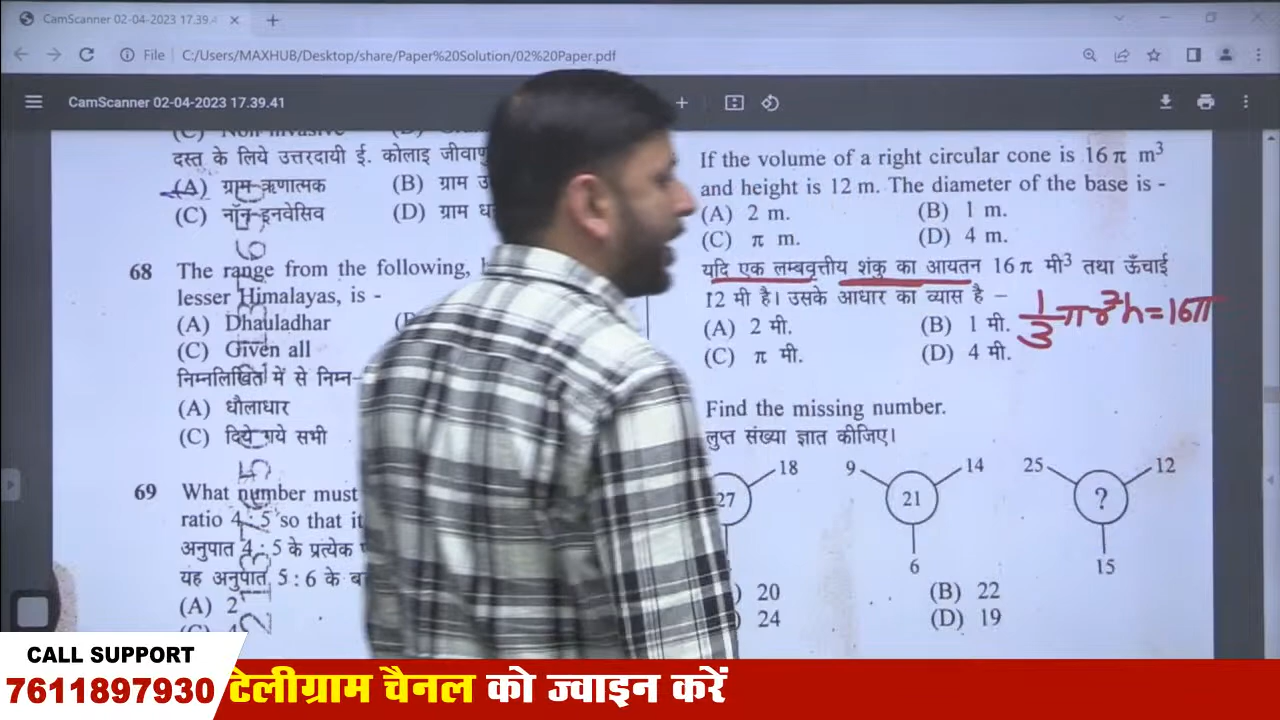 CamScanner 02-04-2023 17.39.4
File C:/Users/MAXHUB/Desktop/share/Paper%20Solution/02%20Paper.pdf
CamScanner 02-04-2023 17.39.41
दस्त के लिये उत्तरदायी ई. कोलाइ जीवाणु
(A) ग्राम ऋणात्मक (B) ग्राम
(C) नॉन इनवेसिव (D) ग्राम
68 The range from the following,
lesser Himalayas, is -
(A) Dhauladhar
(C) Given all
निम्नलिखित में से निम्न-
(A) धौलाधार
(C) दिये गये सभी
69 What number must
ratio 4 : 5 so that it
अनुपात 4 : 5 के प्रत्येक
यह अनुपात 5 : 6 के
(A) 2
If the volume of a right circular cone is 16 π m³
and height is 12 m. The diameter of the base is -
(A) 2 m. (B) 1 m.
(C) π m. (D) 4 m.
यदि एक लम्बवृत्तीय शंकु का आयतन 16 π मी³ तथा ऊँचाई
12 मी है। उसके आधार का व्यास है –
(A) 2 मी. (B) 1 मी.
(C) π मी. (D) 4 मी.
1/3 π r² h = 16π
Find the missing number.
लुप्त संख्या ज्ञात कीजिए।
18 9 14 25 12
27 21 ?
6 15
20 (B) 22
24 (D) 19
CALL SUPPORT
7611897930
टेलीग्राम चैनल को ज्वाइन करें